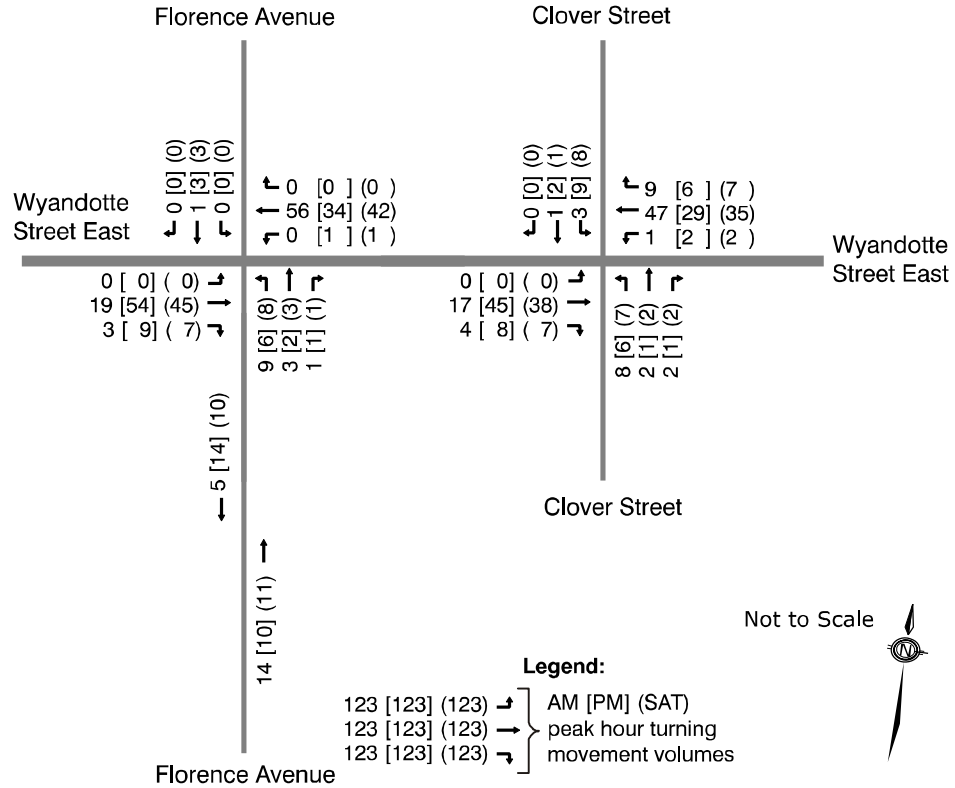 Florence Avenue
Clover Street
0 [0] (0)
1 [3] (3)
0 [0] (0)
0 [0 ] (0 )
56 [34] (42)
0 [1 ] (1 )
0 [0] (0)
1 [2] (1)
3 [9] (8)
9 [6 ] (7 )
47 [29] (35)
1 [2 ] (2 )
Wyandotte
Street East
Wyandotte
Street East
0 [ 0] ( 0)
19 [54] (45)
3 [ 9] ( 7)
9 [6] (8)
3 [2] (3)
1 [1] (1)
0 [ 0] ( 0)
17 [45] (38)
4 [ 8] ( 7)
8 [6] (7)
2 [1] (2)
2 [1] (2)
5 [14] (10)
Clover Street
14 [10] (11)
Not to Scale
N
Legend:
123 [123] (123)
123 [123] (123)
123 [123] (123)
AM [PM] (SAT)
peak hour turning
movement volumes
Florence Avenue